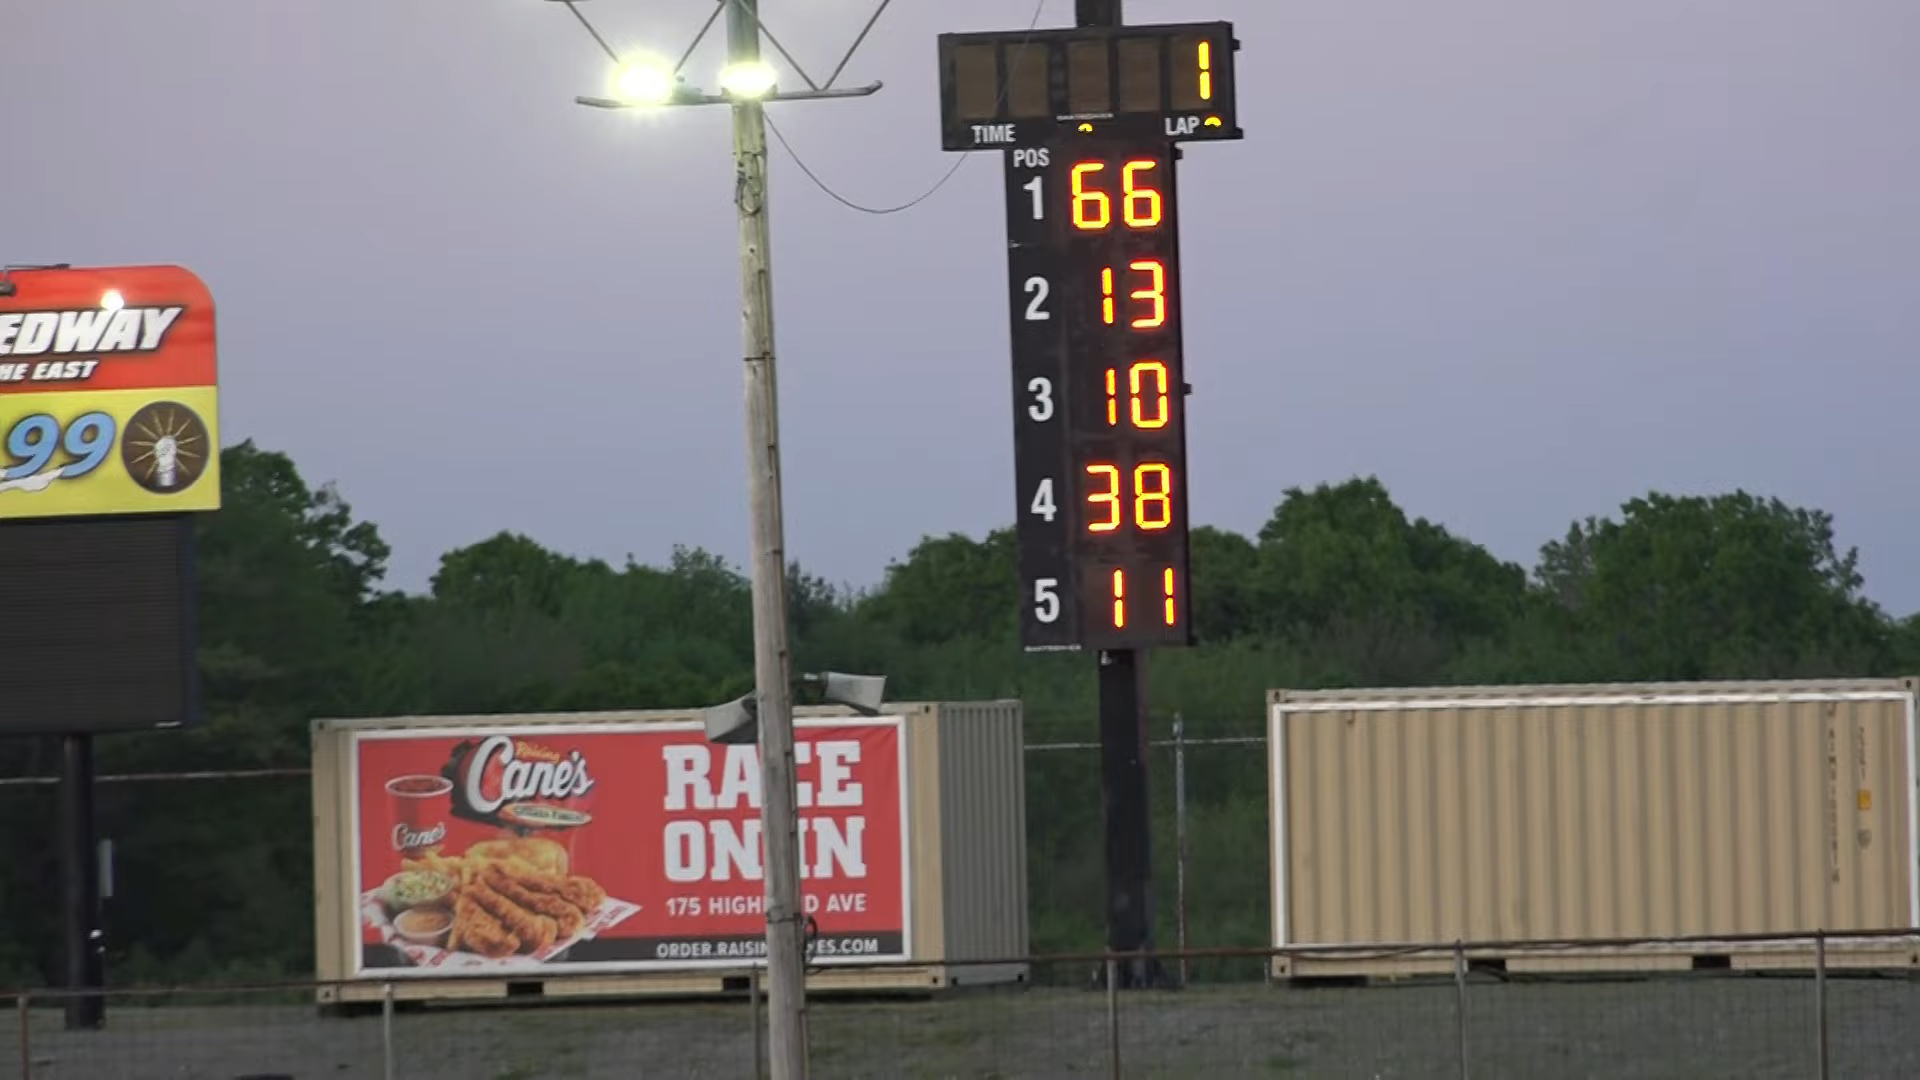 EDWAY
HE EAST
99
1
TIME
LAP
POS
1 66
2 13
3 10
4 38
5 11
DAKTRONICS
Raising
Cane's
Cane's
RACE
ON IN
175 HIGH D AVE
ORDER.RAISIN ES.COM